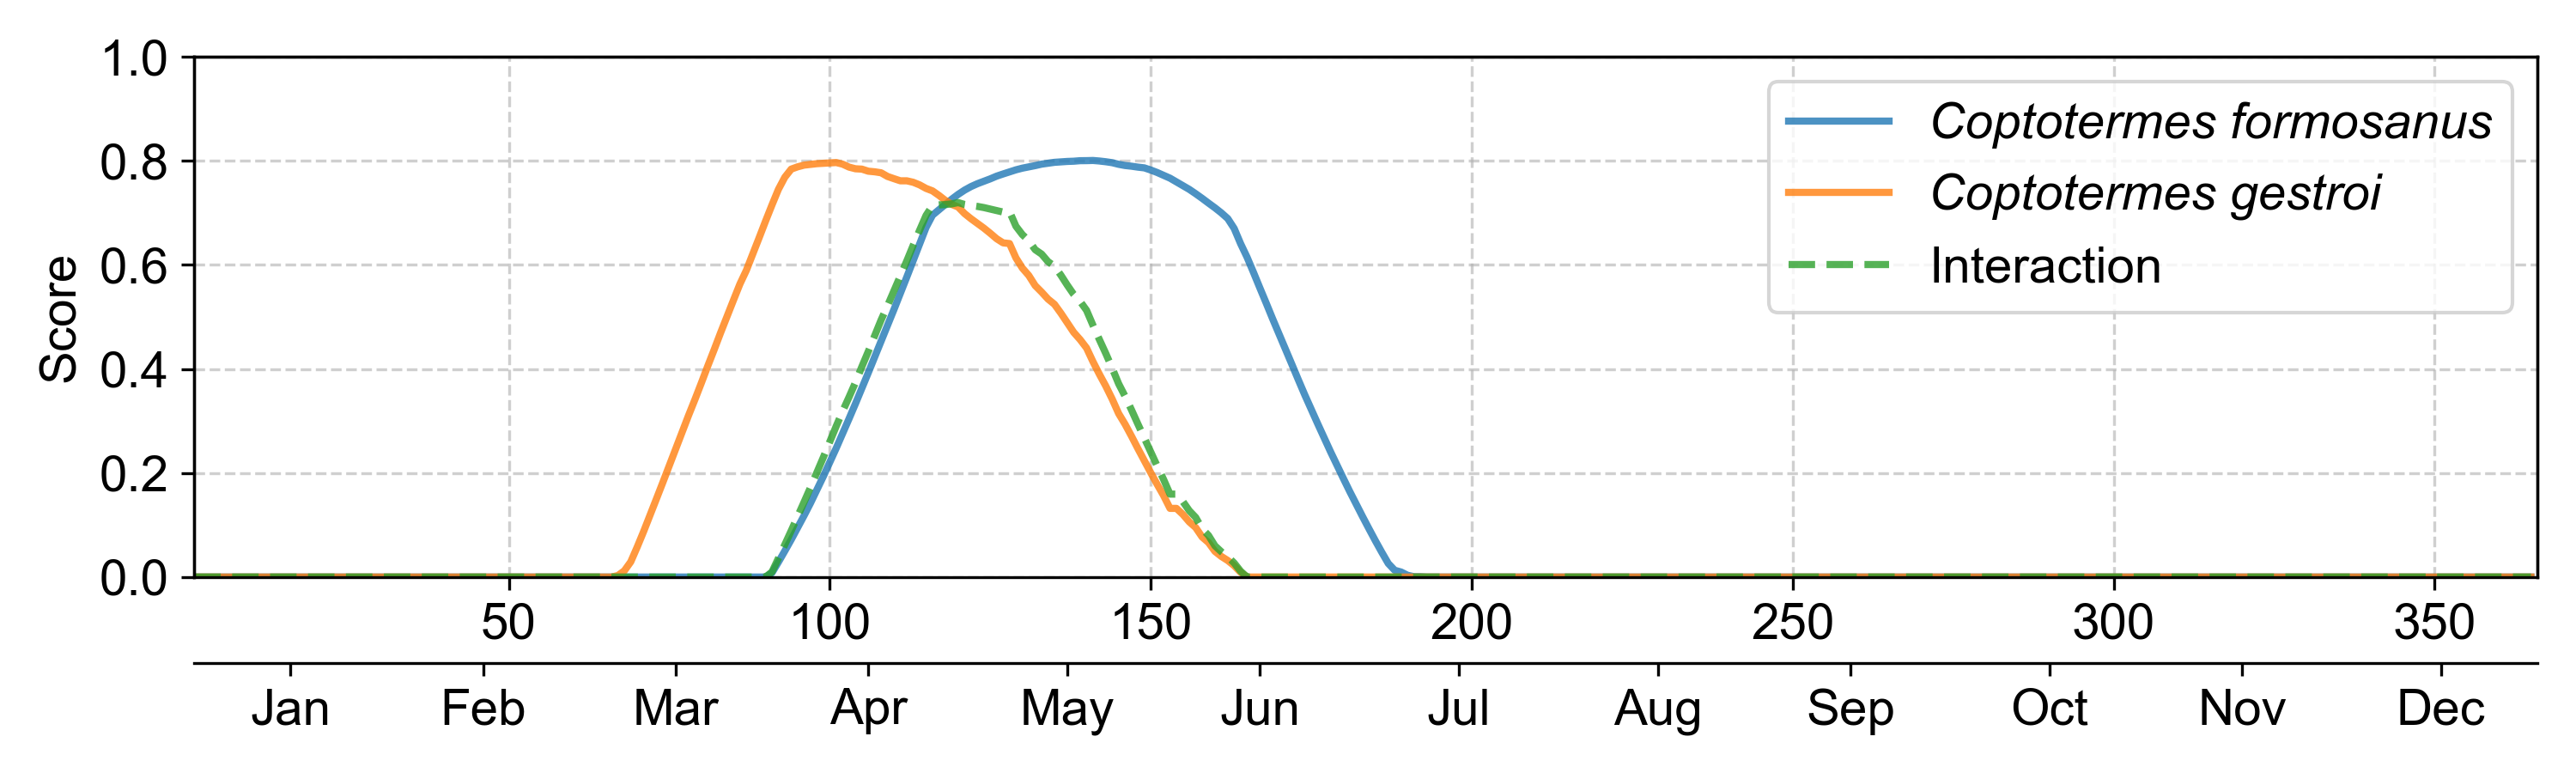 1.0
0.8
0.6
0.4
0.2
0.0
Score
Coptotermes formosanus
Coptotermes gestroi
Interaction
50 100 150 200 250 300 350
Jan Feb Mar Apr May Jun Jul Aug Sep Oct Nov Dec